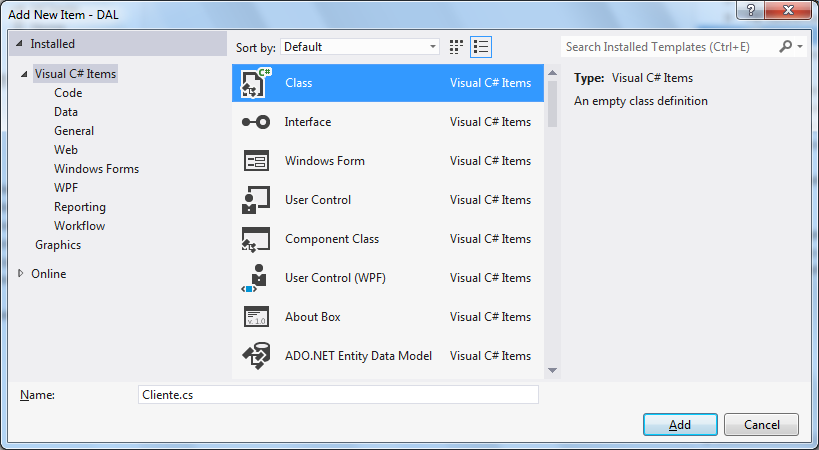 Add New Item - DAL
Installed
Sort by: Default
Search Installed Templates (Ctrl+E)
Visual C# Items
Code
Data
General
Web
Windows Forms
WPF
Reporting
Workflow
Graphics
Online
C# Class Visual C# Items
Interface Visual C# Items
Windows Form Visual C# Items
User Control Visual C# Items
Component Class Visual C# Items
User Control (WPF) Visual C# Items
v. 1.0 About Box Visual C# Items
ADO.NET Entity Data Model Visual C# Items
Type: Visual C# Items
An empty class definition
Name: Cliente.cs
Add Cancel